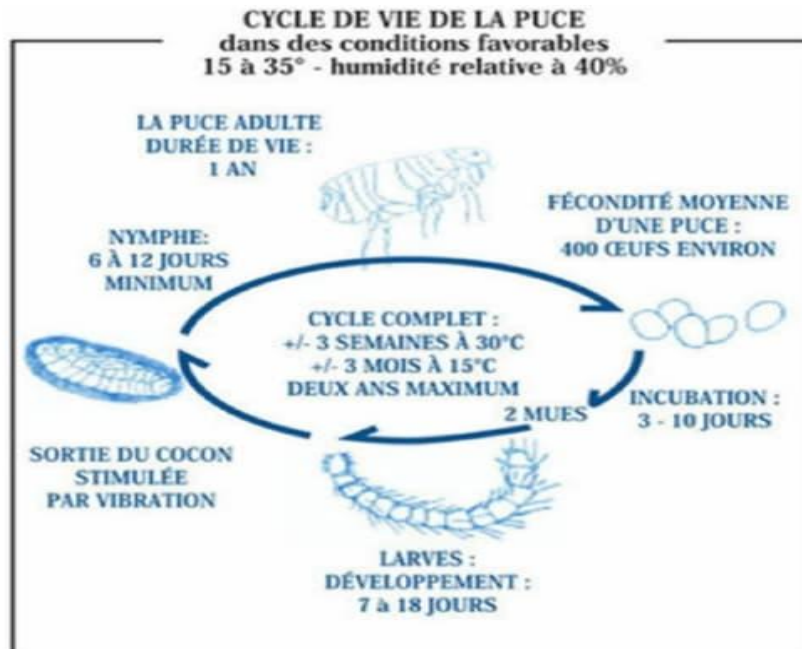 CYCLE DE VIE DE LA PUCE
dans des conditions favorables
15 à 35° - humidité relative à 40%
LA PUCE ADULTE
DURÉE DE VIE :
1 AN
FÉCONDITÉ MOYENNE
D'UNE PUCE :
400 ŒUFS ENVIRON
NYMPHE:
6 À 12 JOURS
MINIMUM
CYCLE COMPLET :
+/- 3 SEMAINES À 30°C
+/- 3 MOIS À 15°C
DEUX ANS MAXIMUM
2 MUES
INCUBATION :
3 - 10 JOURS
SORTIE DU COCON
STIMULÉE
PAR VIBRATION
LARVES :
DÉVELOPPEMENT :
7 à 18 JOURS